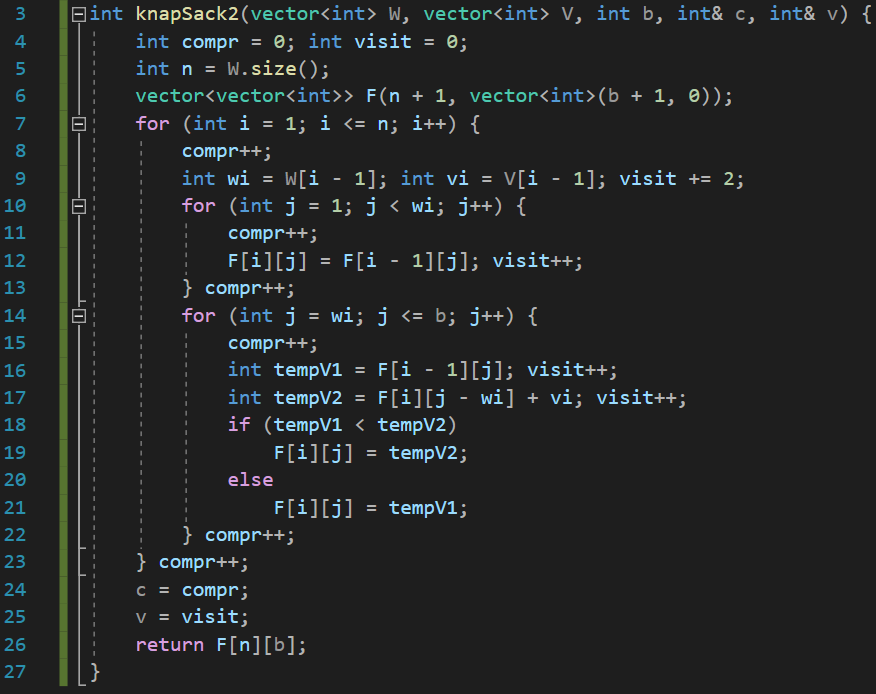 3 int knapSack2(vector<int> W, vector<int> V, int b, int& c, int& v) {
4 int compr = 0; int visit = 0;
5 int n = W.size();
6 vector<vector<int>> F(n + 1, vector<int>(b + 1, 0));
7 for (int i = 1; i <= n; i++) {
8 compr++;
9 int wi = W[i - 1]; int vi = V[i - 1]; visit += 2;
10 for (int j = 1; j < wi; j++) {
11 compr++;
12 F[i][j] = F[i - 1][j]; visit++;
13 } compr++;
14 for (int j = wi; j <= b; j++) {
15 compr++;
16 int tempV1 = F[i - 1][j]; visit++;
17 int tempV2 = F[i][j - wi] + vi; visit++;
18 if (tempV1 < tempV2)
19 F[i][j] = tempV2;
20 else
21 F[i][j] = tempV1;
22 } compr++;
23 } compr++;
24 c = compr;
25 v = visit;
26 return F[n][b];
27 }